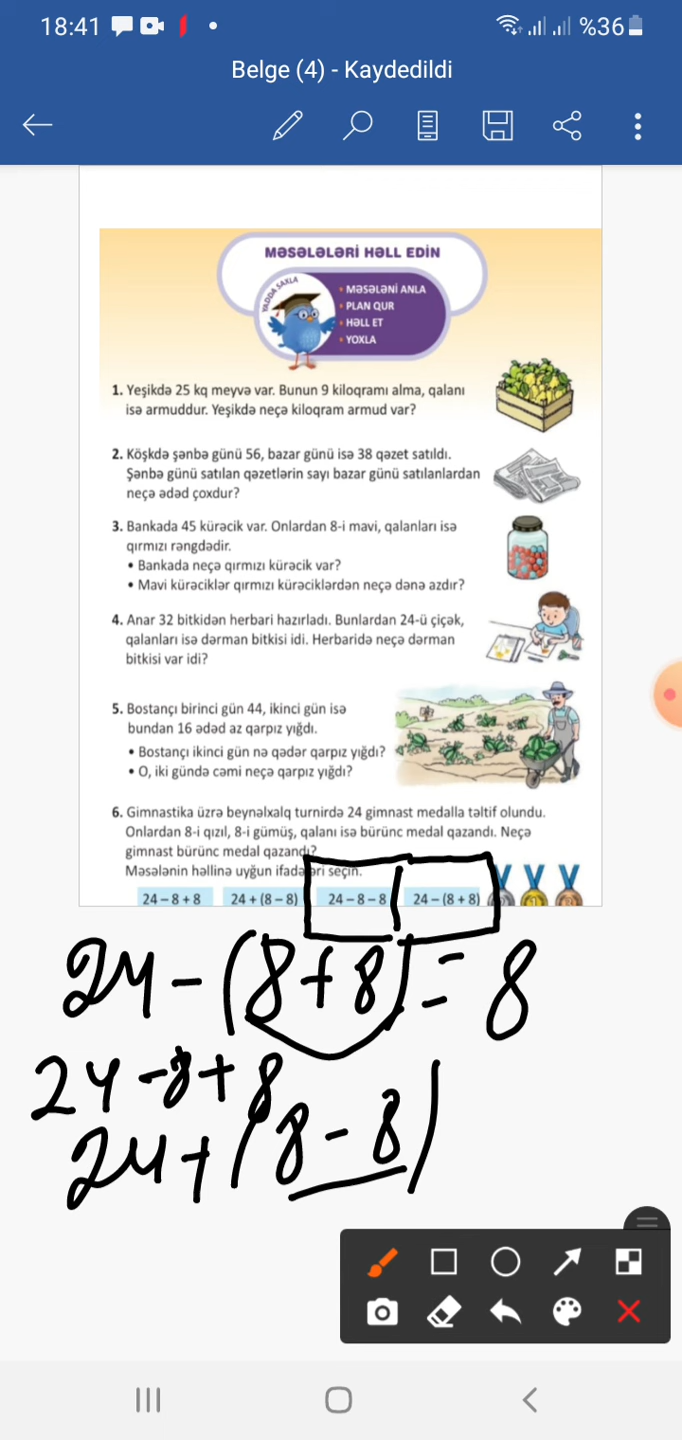 18:41
%36
Belge (4) - Kaydedildi
MƏSƏLƏLƏRİ HƏLL EDİN
YADDA SAXLA
• MƏSƏLƏNİ ANLA
• PLAN QUR
• HƏLL ET
• YOXLA
1. Yeşikdə 25 kq meyvə var. Bunun 9 kiloqramı alma, qalanı
isə armuddur. Yeşikdə neçə kiloqram armud var?
2. Köşkdə şənbə günü 56, bazar günü isə 38 qəzet satıldı.
Şənbə günü satılan qəzetlərin sayı bazar günü satılanlardan
neçə ədəd çoxdur?
3. Bankada 45 kürəcik var. Onlardan 8-i mavi, qalanları isə
qırmızı rəngdədir.
• Bankada neçə qırmızı kürəcik var?
• Mavi kürəciklər qırmızı kürəciklərdən neçə dənə azdır?
4. Anar 32 bitkidən herbari hazırladı. Bunlardan 24-ü çiçək,
qalanları isə dərman bitkisi idi. Herbaridə neçə dərman
bitkisi var idi?
5. Bostançı birinci gün 44, ikinci gün isə
bundan 16 ədəd az qarpız yığdı.
• Bostançı ikinci gün nə qədər qarpız yığdı?
• O, iki gündə cəmi neçə qarpız yığdı?
6. Gimnastika üzrə beynəlxalq turnirdə 24 gimnast medalla təltif olundu.
Onlardan 8-i qızıl, 8-i gümüş, qalanı isə bürünc medal qazandı. Neçə
gimnast bürünc medal qazandı?
Məsələnin həllinə uyğun ifadələri seçin.
24 – 8 + 8 24 + (8 – 8) 24 – 8 – 8 24 – (8 + 8)
24 - (8+8) = 8
24 - 8 + 8
24 + (8 - 8)